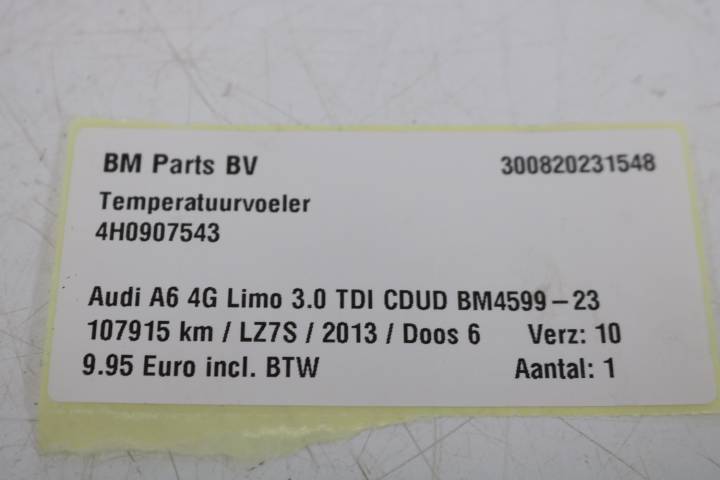 BM Parts BV 300820231548
Temperatuurvoeler
4H0907543
Audi A6 4G Limo 3.0 TDI CDUD BM4599-23
107915 km / LZ7S / 2013 / Doos 6 Verz: 10
9.95 Euro incl. BTW Aantal: 1